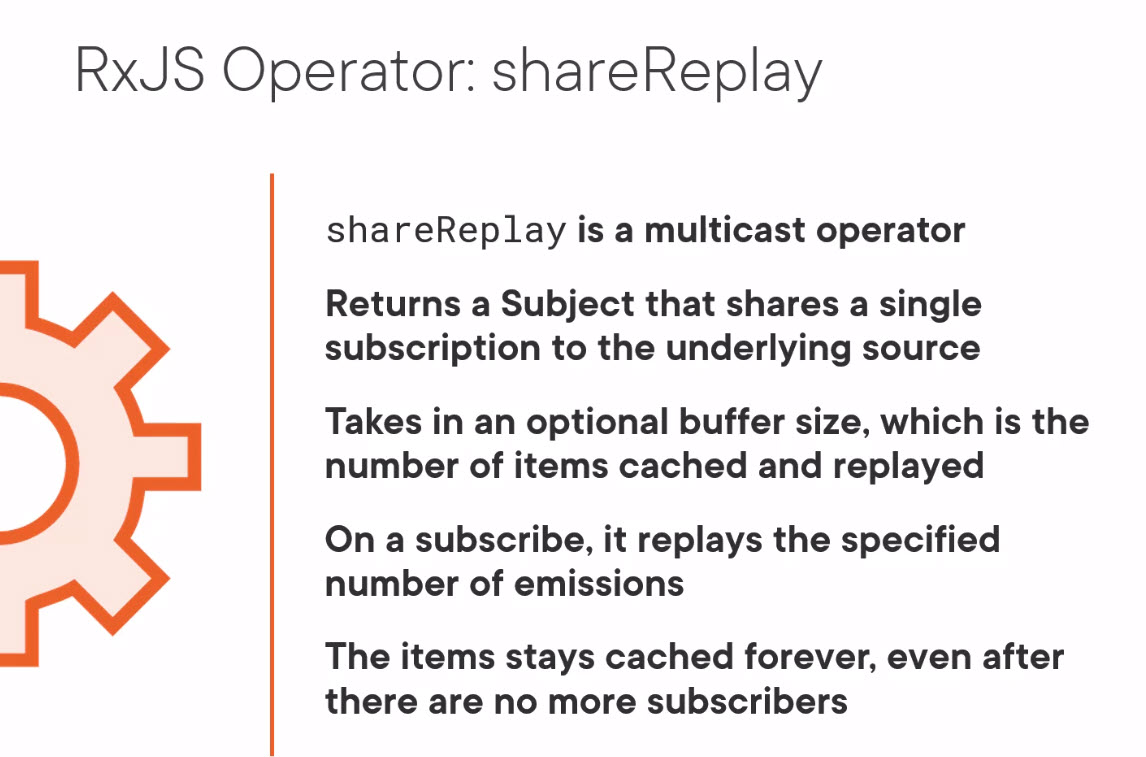 RxJS Operator: shareReplay
shareReplay is a multicast operator
Returns a Subject that shares a single
subscription to the underlying source
Takes in an optional buffer size, which is the
number of items cached and replayed
On a subscribe, it replays the specified
number of emissions
The items stays cached forever, even after
there are no more subscribers